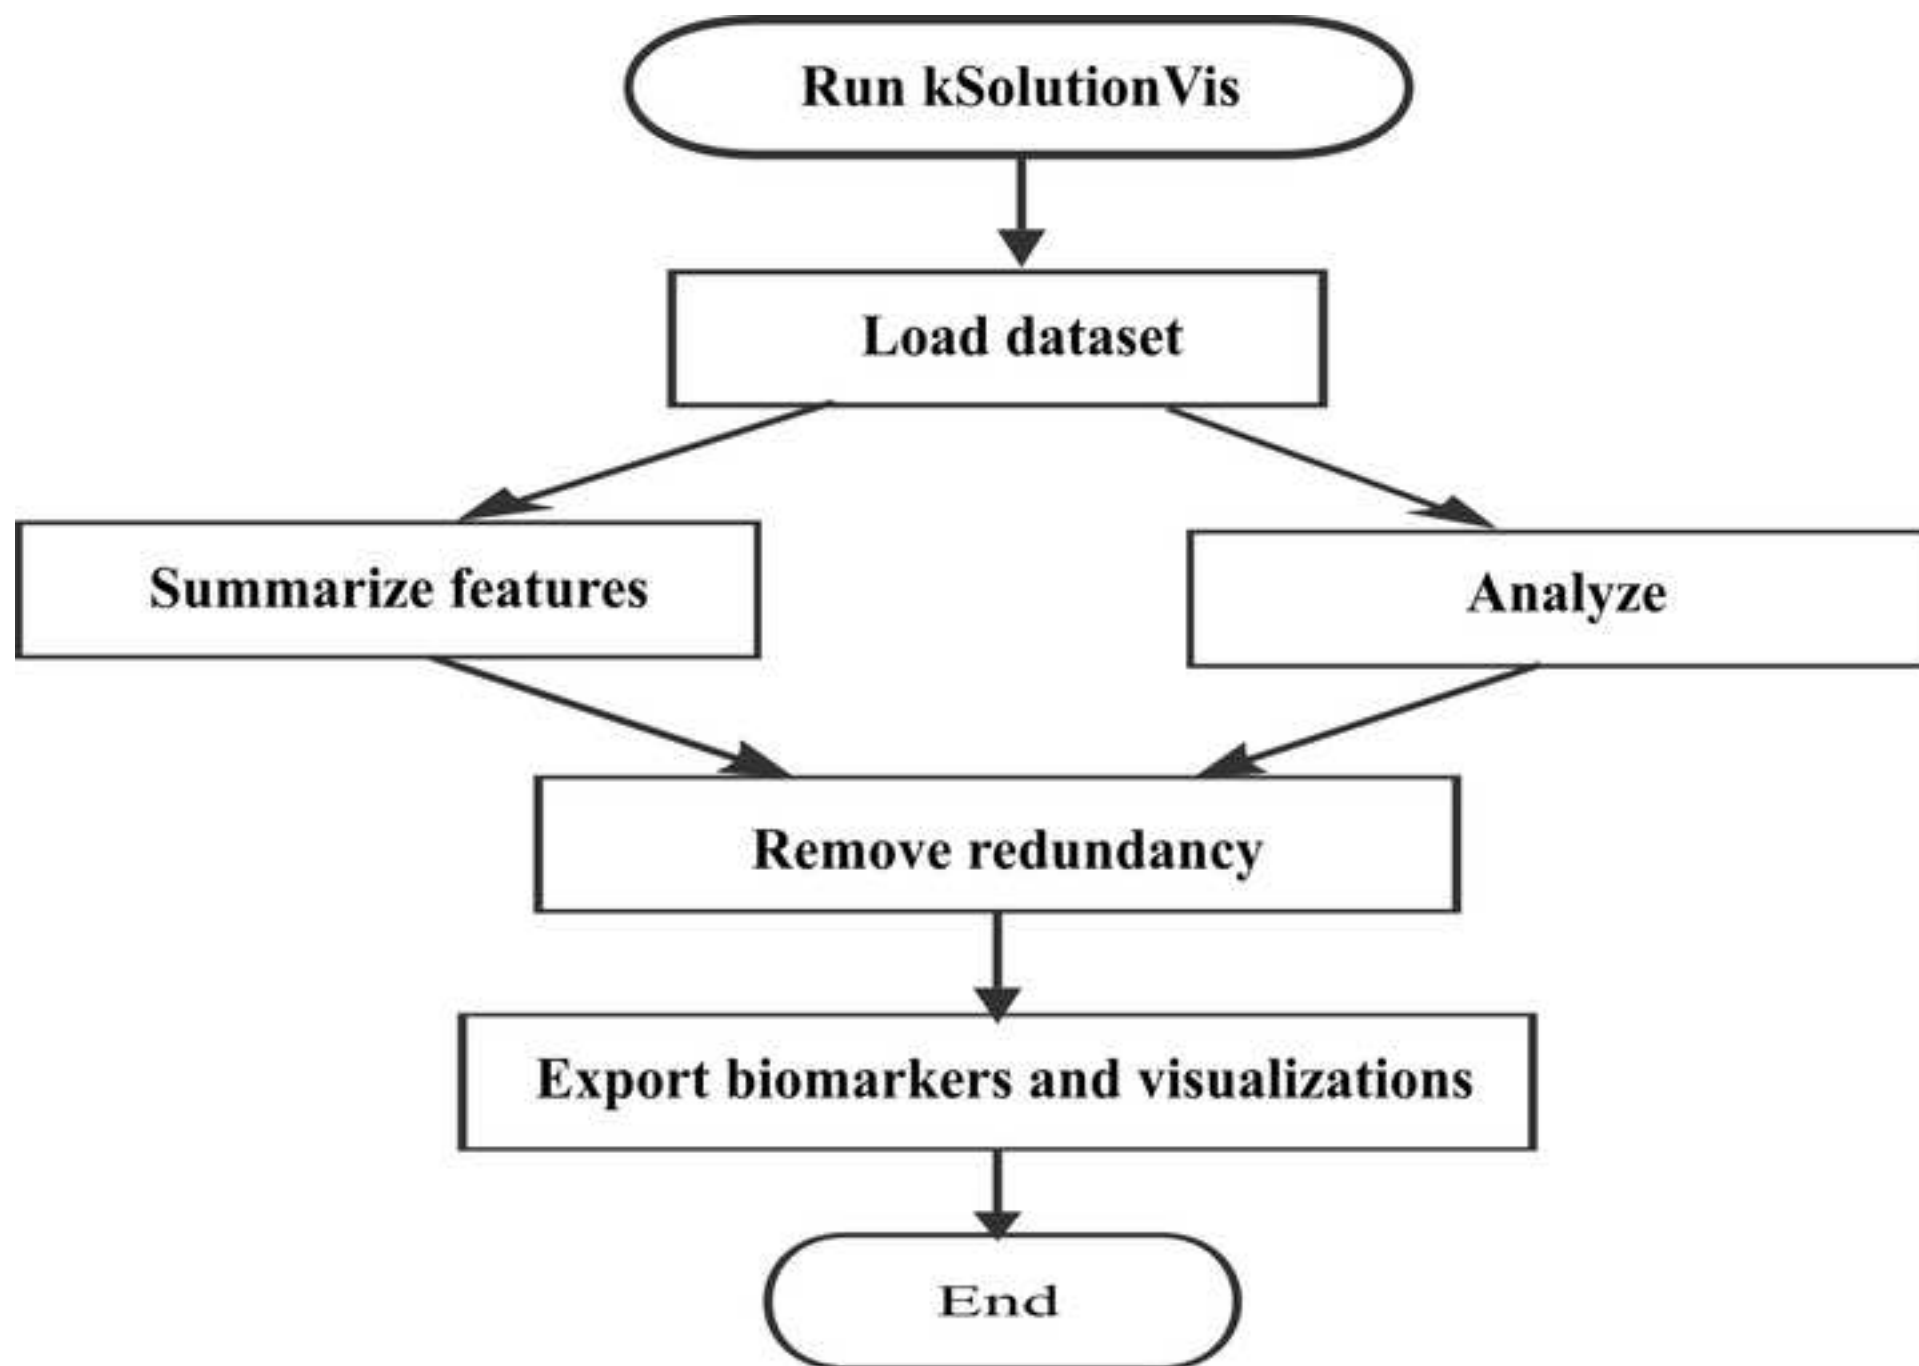 Run kSolutionVis
Load dataset
Summarize features
Analyze
Remove redundancy
Export biomarkers and visualizations
End